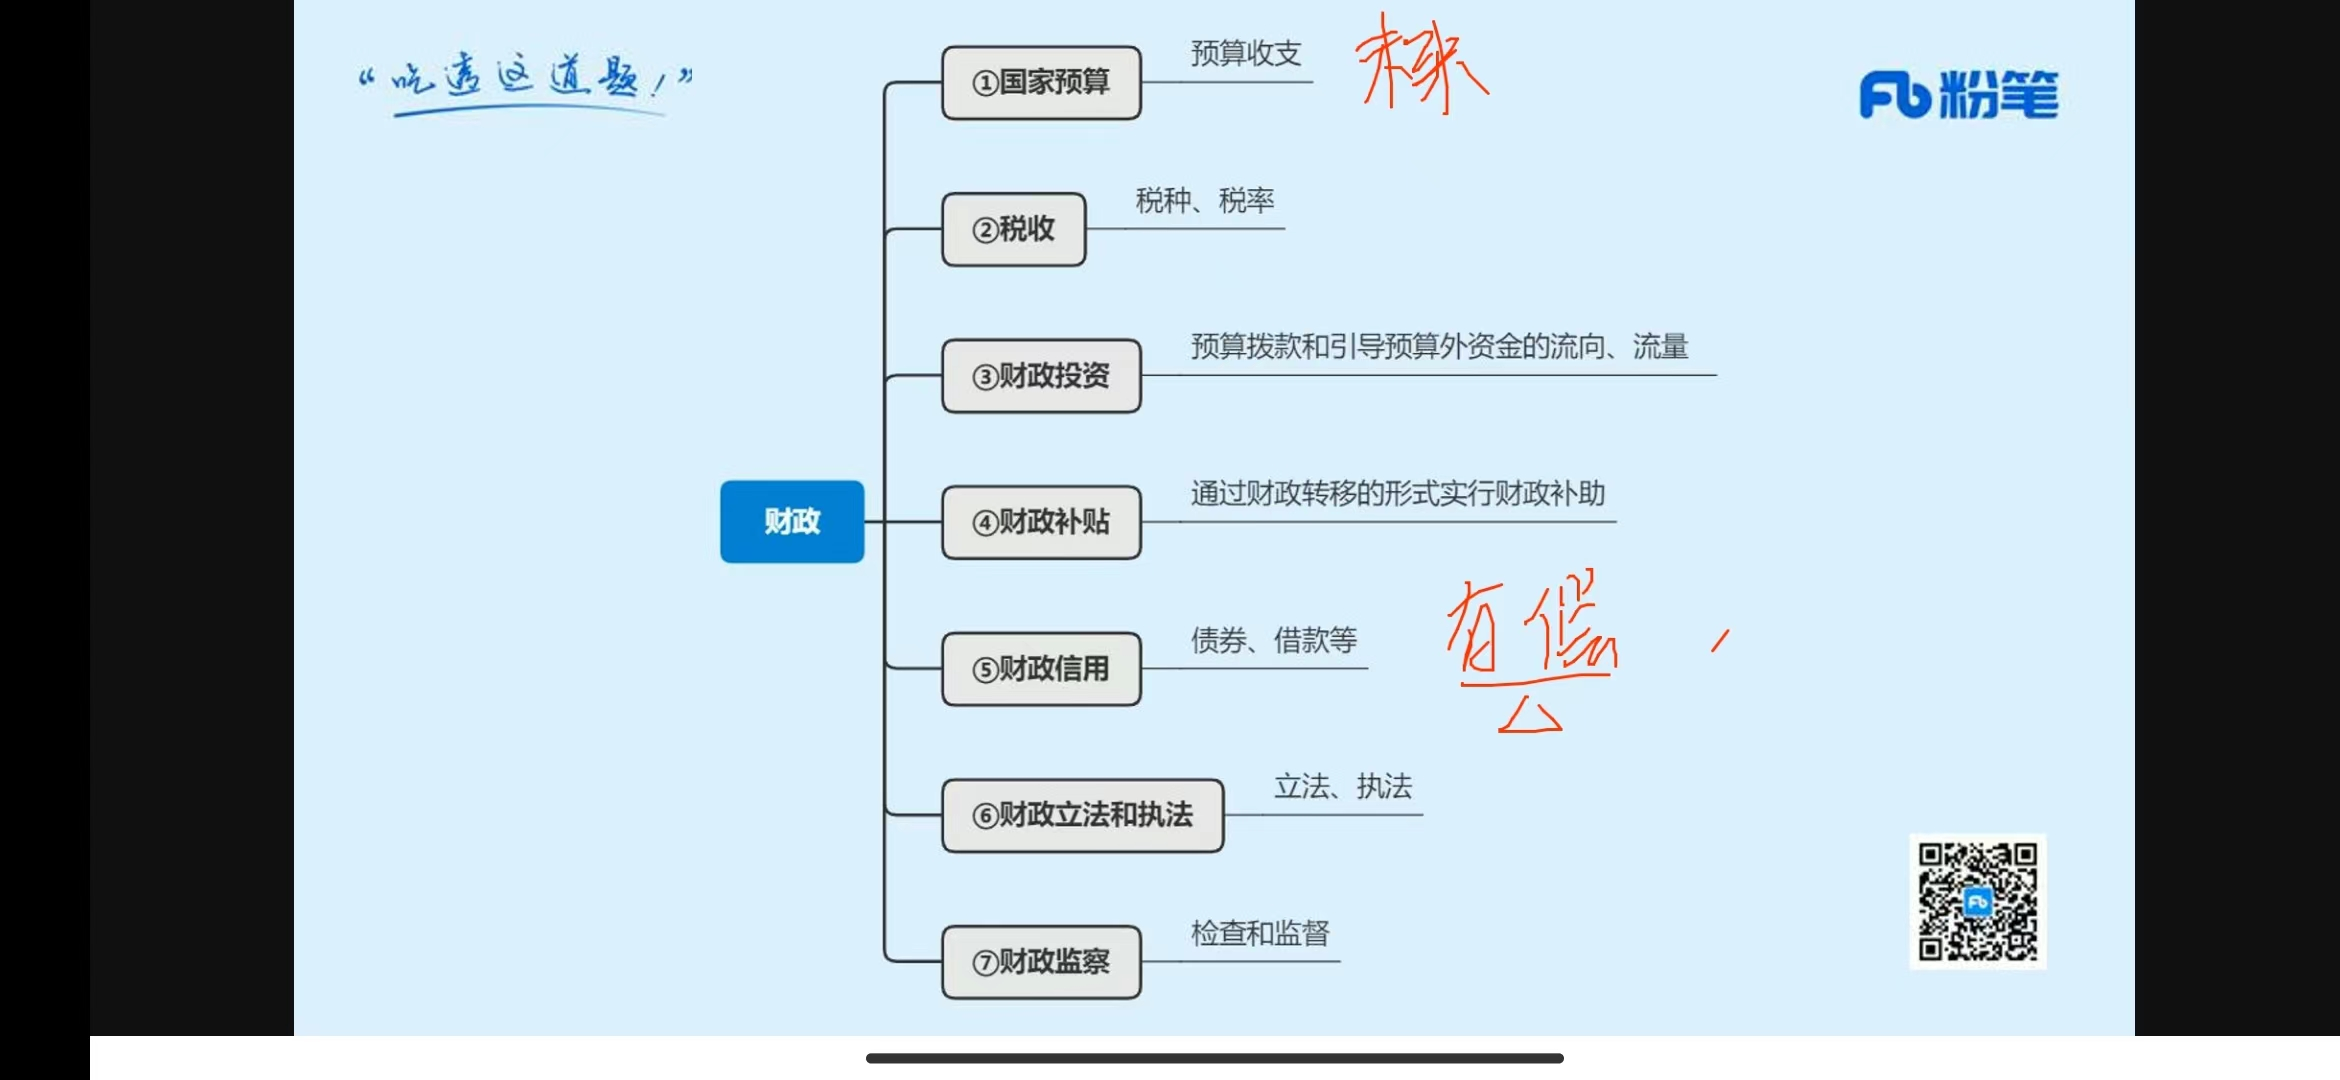 “吃透这道题！”
粉笔
①国家预算 预算收支 未来
②税收 税种、税率
③财政投资 预算拨款和引导预算外资金的流向、流量
财政
④财政补贴 通过财政转移的形式实行财政补助
⑤财政信用 债券、借款等 有偿
⑥财政立法和执法 立法、执法
⑦财政监察 检查和监督